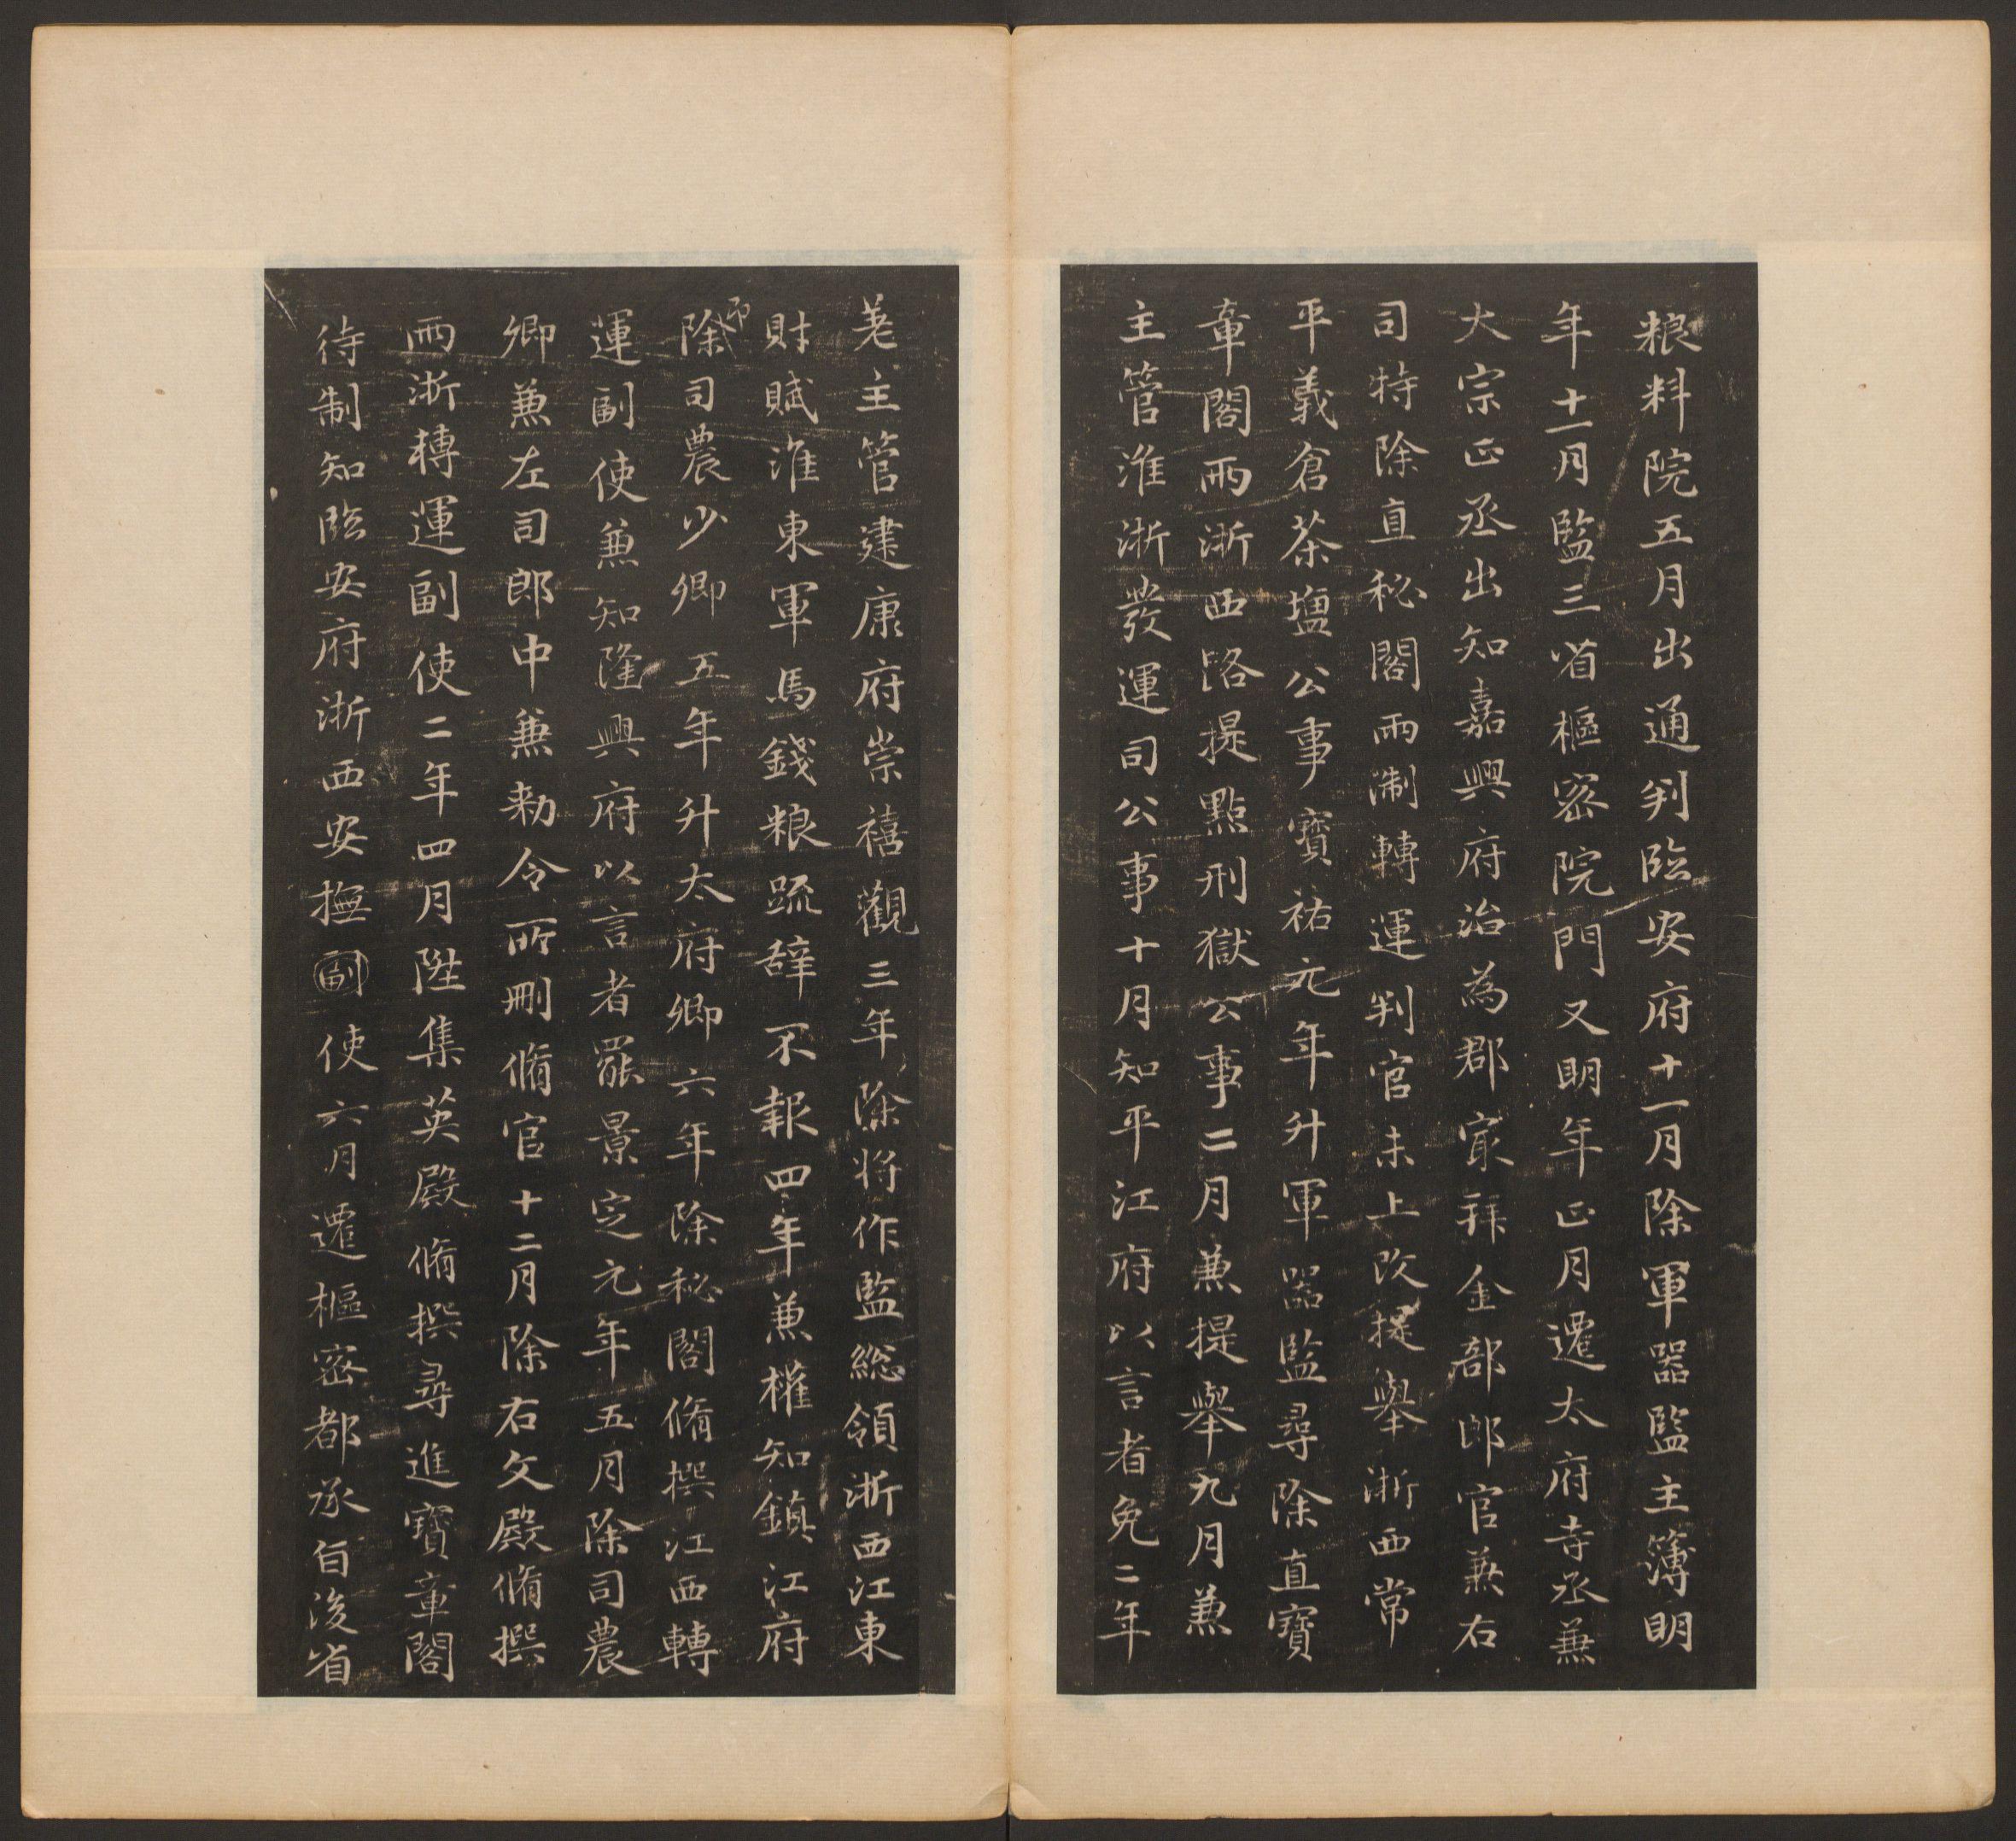 粮料院五月出通判臨安府十一月除軍器監主簿明
年十一月監三省樞密院門又明年正月遷太府寺丞兼
大宗正丞出知嘉興府治為郡冣拜金部郎官兼右
司特除直秘閣兩淛轉運判官未上改提舉浙西常
平義倉茶塩公事寶祐元年升軍器監尋除直寶
章閣兩浙西路提點刑獄公事二月兼提舉九月兼
主管淮浙發運司公事十月知平江府以言者免二年
差主管建康府崇禧觀三年除将作監総領浙西江東
財賦淮東軍馬錢粮疏辞不報四年兼權知鎮江府
即
除司農少卿五年升太府卿六年除秘閣脩撰江西轉
運副使兼知隆興府以言者罷景定元年五月除司農
卿兼左司郎中兼勑令所刪脩官十二月除右文殿脩撰
兩浙轉運副使二年四月陞集英殿脩撰尋進寶章閣
待制知臨安府浙西安撫副使六月遷樞密都承旨後省